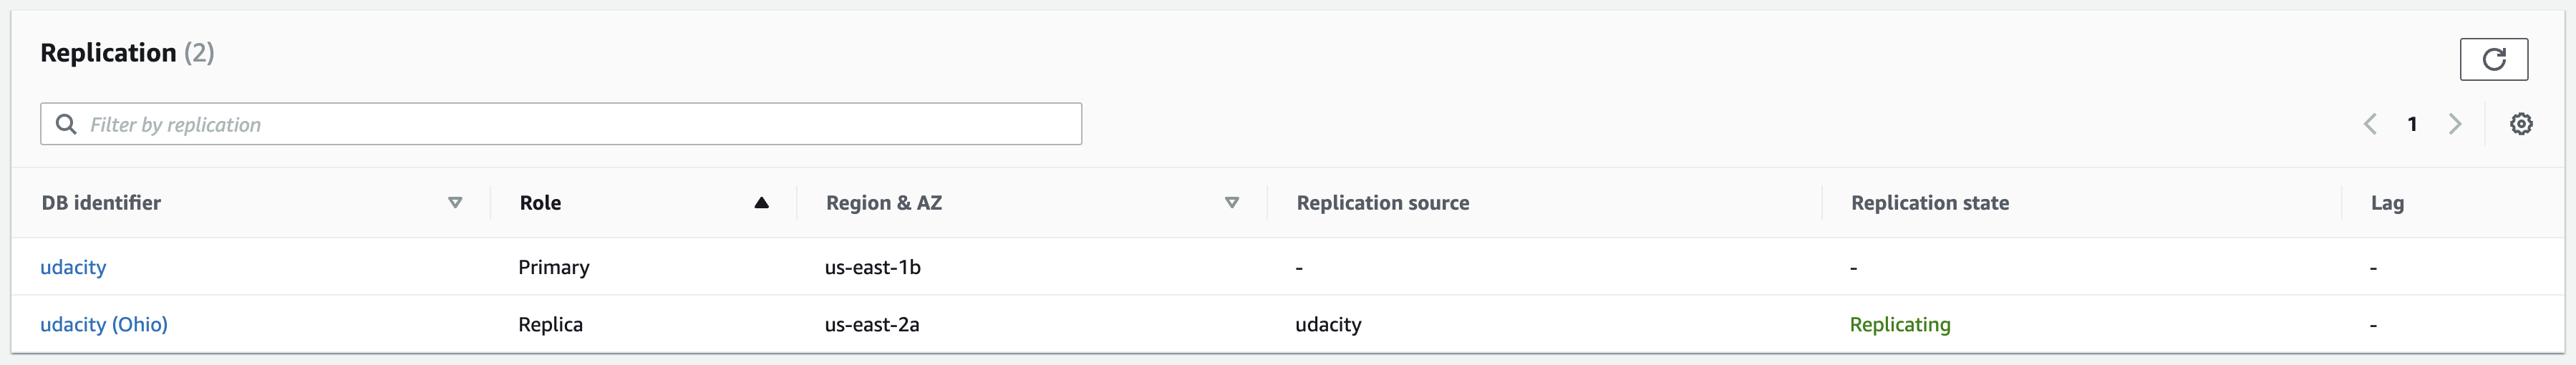 Replication (2)
Filter by replication
1
DB identifier Role Region & AZ Replication source Replication state Lag
udacity Primary us-east-1b - - -
udacity (Ohio) Replica us-east-2a udacity Replicating -